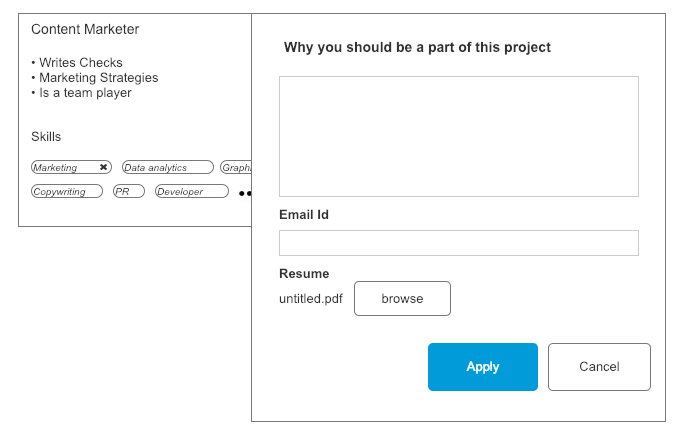 Content Marketer
• Writes Checks
• Marketing Strategies
• Is a team player
Skills
Marketing ✖ Data analytics
Copywriting PR Developer
Why you should be a part of this project
Email Id
Resume
untitled.pdf browse
Apply Cancel